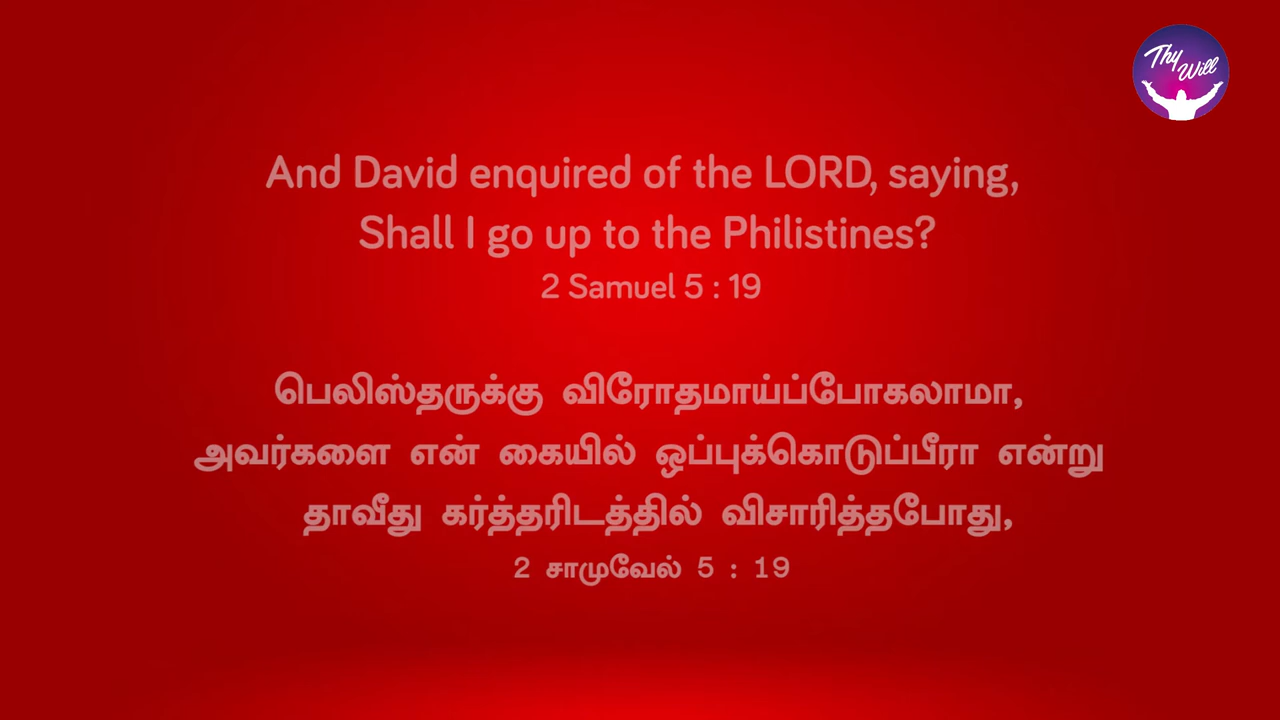 Thy Will
And David enquired of the LORD, saying,
Shall I go up to the Philistines?
2 Samuel 5 : 19
பெலிஸ்தருக்கு விரோதமாய்ப்போகலாமா,
அவர்களை என் கையில் ஒப்புக்கொடுப்பீரா என்று
தாவீது கர்த்தரிடத்தில் விசாரித்தபோது,
2 சாமுவேல் 5 : 19